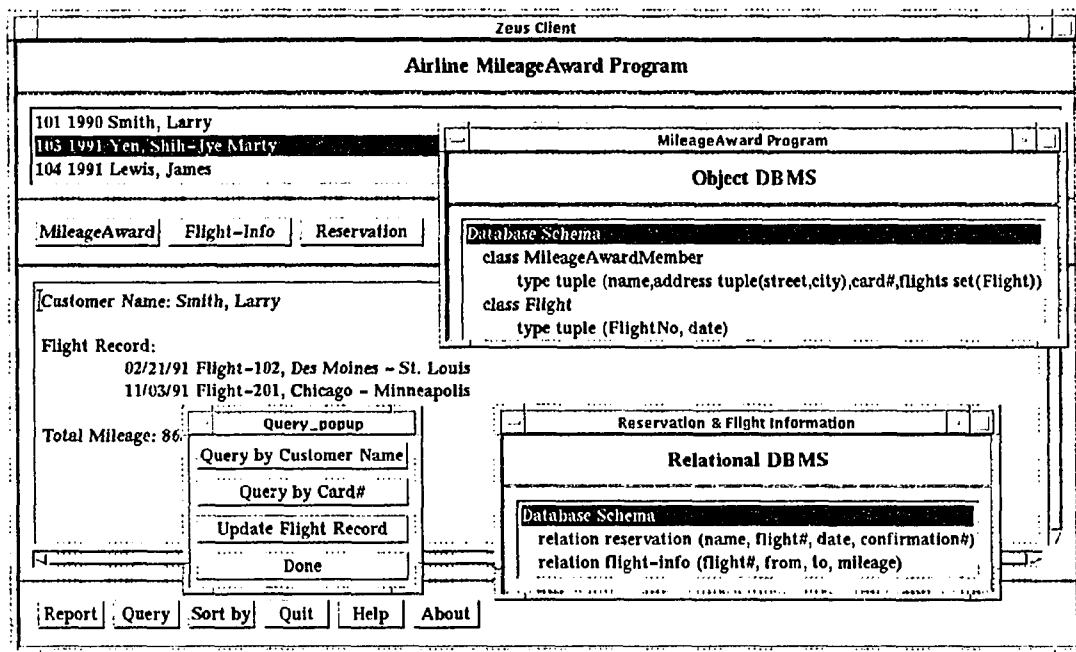 Zeus Client
Airline MileageAward Program
101 1990 Smith, Larry
103 1991 Yen, Shih-Jye Marty
104 1991 Lewis, James
MileageAward Flight-Info Reservation
MileageAward Program
Object DBMS
Database Schema
class MileageAwardMember
type tuple (name,address tuple(street,city),card#,flights set(Flight))
class Flight
type tuple (FlightNo, date)
Customer Name: Smith, Larry
Flight Record:
02/21/91 Flight-102, Des Moines - St. Louis
11/03/91 Flight-201, Chicago - Minneapolis
Total Mileage: 86
Query_popup
Query by Customer Name
Query by Card#
Update Flight Record
Done
Reservation & Flight Information
Relational DBMS
Database Schema
relation reservation (name, flight#, date, confirmation#)
relation flight-info (flight#, from, to, mileage)
Report Query Sort by Quit Help About